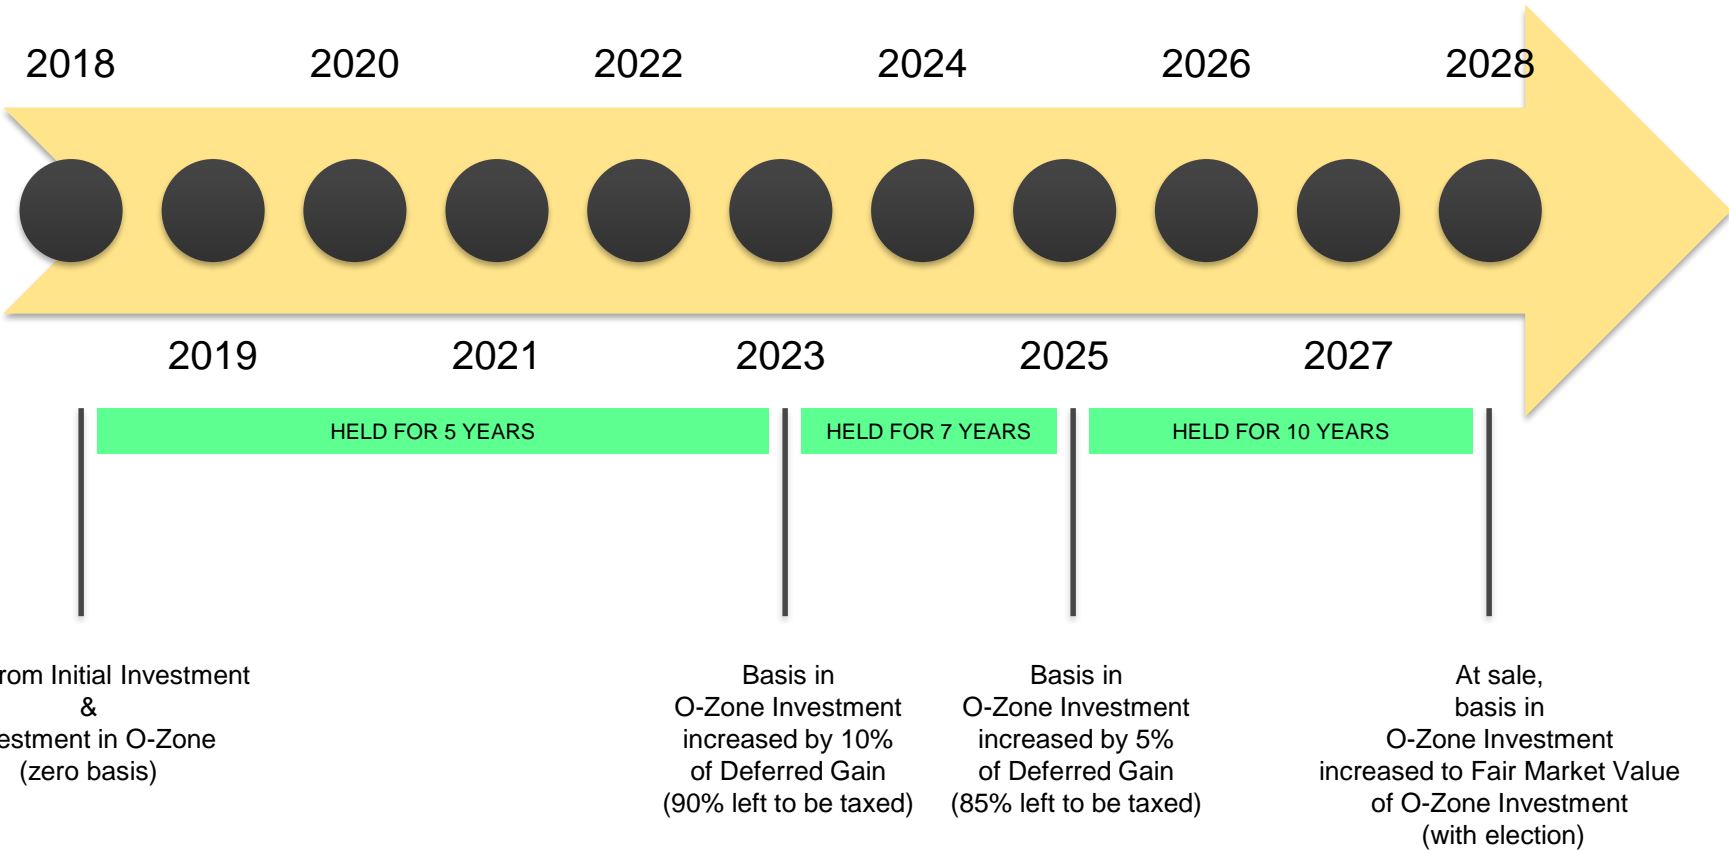 2018 2020 2022 2024 2026 2028
2019 2021 2023 2025 2027
HELD FOR 5 YEARS HELD FOR 7 YEARS HELD FOR 10 YEARS
Initial Investment
&
in O-Zone
(zero basis)
Basis in
O-Zone Investment
increased by 10%
of Deferred Gain
(90% left to be taxed)
Basis in
O-Zone Investment
increased by 5%
of Deferred Gain
(85% left to be taxed)
At sale,
basis in
O-Zone Investment
increased to Fair Market Value
of O-Zone Investment
(with election)